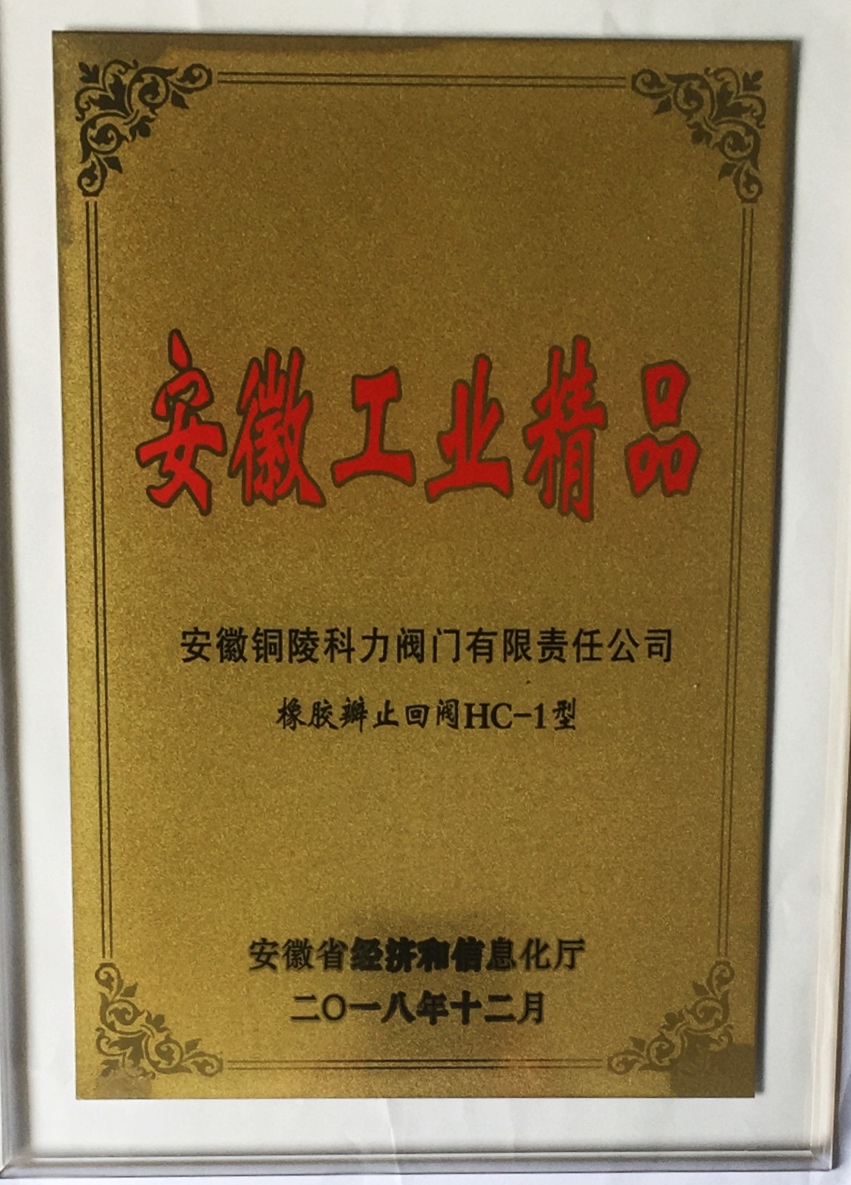 安徽工业精品
安徽铜陵科力阀门有限责任公司
橡胶瓣止回阀HC-1型
安徽省经济和信息化厅
二〇一八年十二月